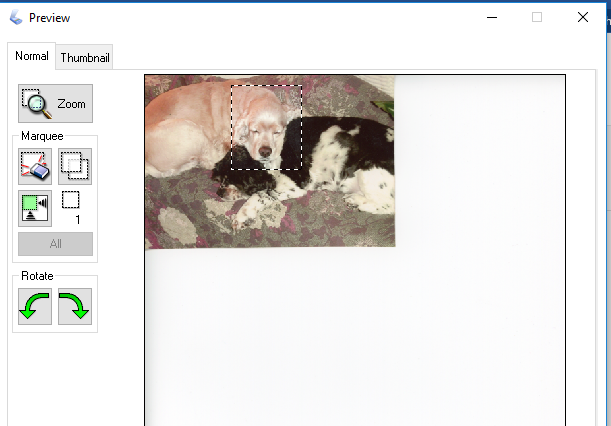 Preview
Normal
Thumbnail
Zoom
Marquee
1
All
Rotate